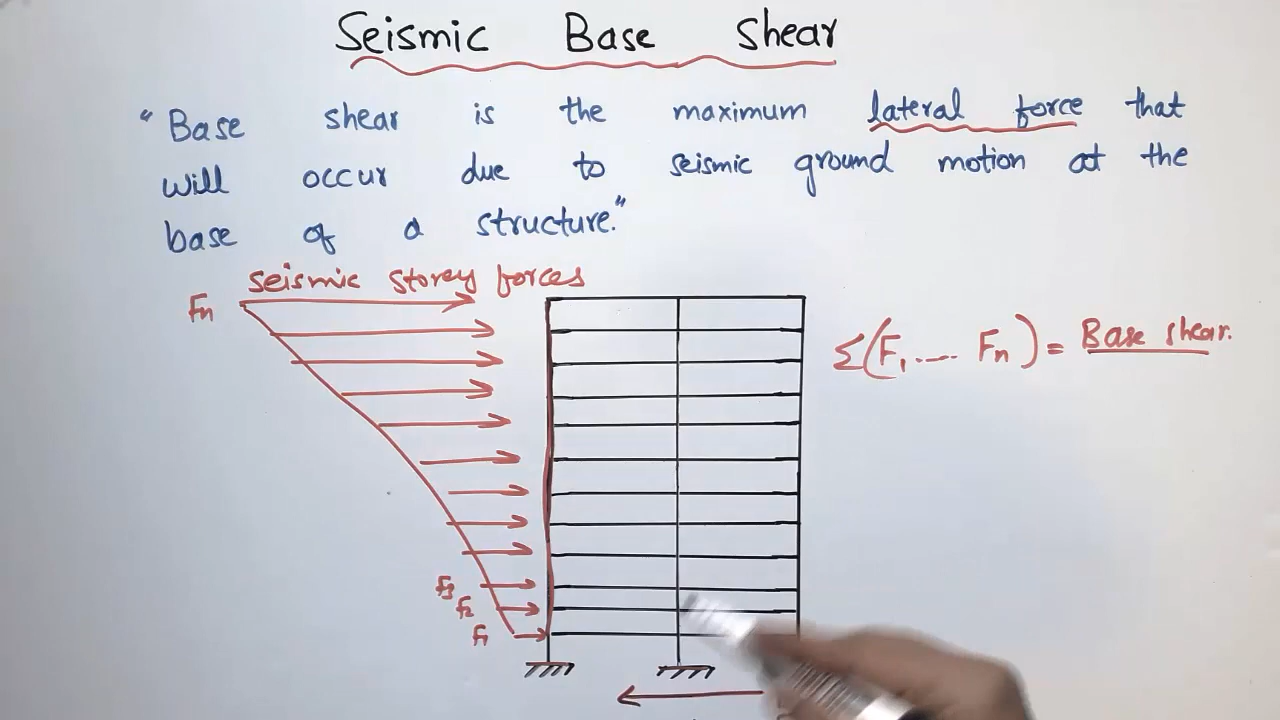 Seismic Base Shear
"Base shear is the maximum lateral force that
will occur due to seismic ground motion at the
base of a structure."
seismic storey forces
Fn
Σ(F1 ---- Fn) = Base shear.
F3
F2
F1